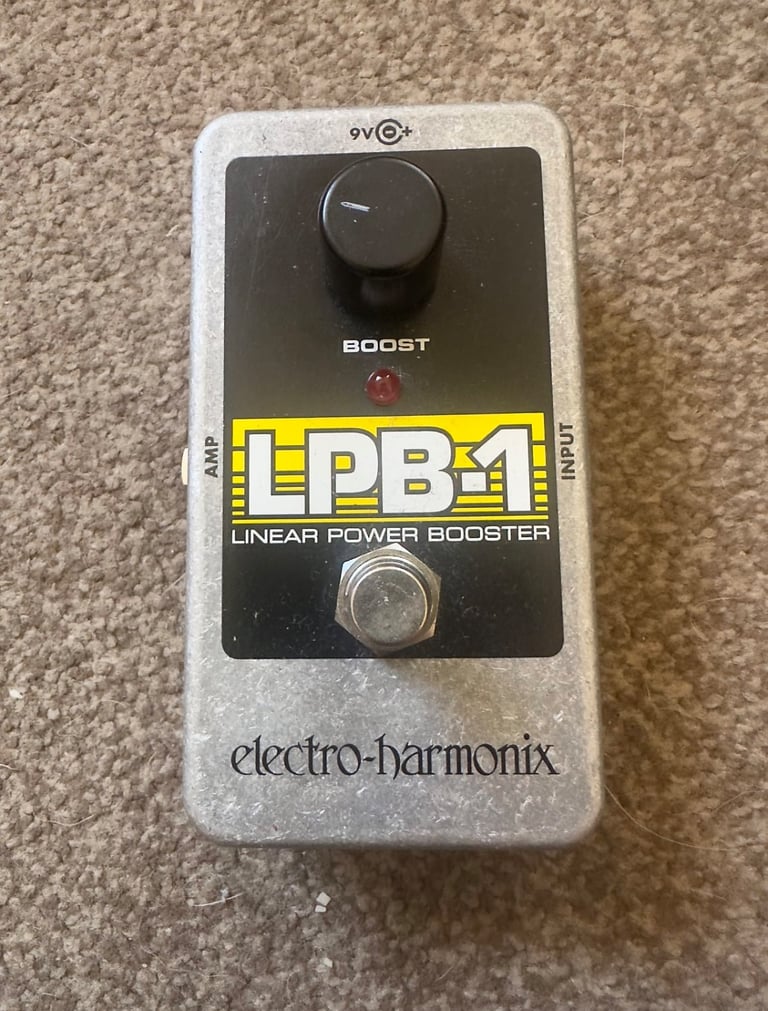 9V +
BOOST
AMP
INPUT
LPB-1
LINEAR POWER BOOSTER
electro-harmonix